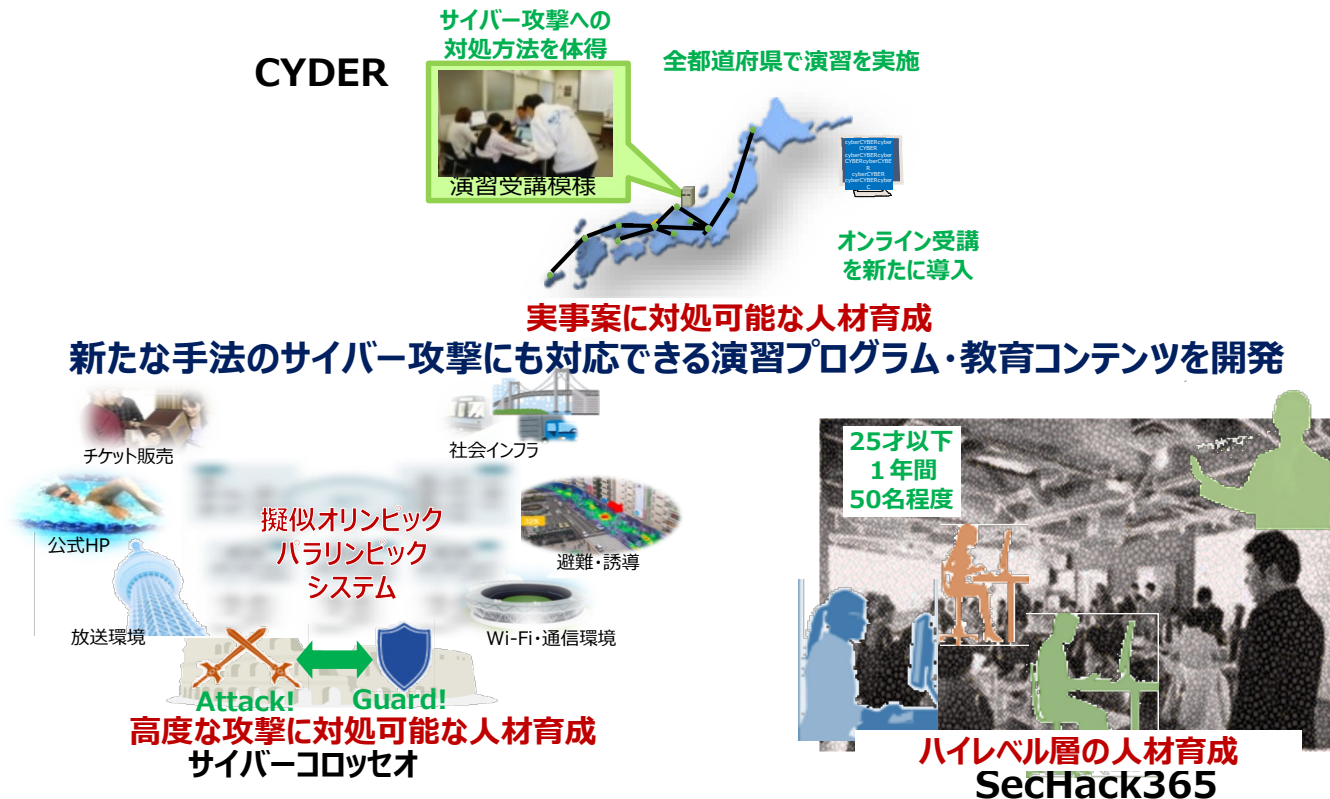 サイバー攻撃への
対処方法を体得
CYDER
全都道府県で演習を実施
演習受講模様
cyberCYBERcyber
CYBER
cyberCYBERcyber
CYBERcyberCYBE
R
cyberCYBER
cyberCYBERcyber
C
オンライン受講
を新たに導入
実事案に対処可能な人材育成
新たな手法のサイバー攻撃にも対応できる演習プログラム・教育コンテンツを開発
チケット販売
社会インフラ
擬似オリンピック
パラリンピック
システム
公式HP
避難・誘導
放送環境
Wi-Fi・通信環境
Attack!
Guard!
高度な攻撃に対処可能な人材育成
サイバーコロッセオ
25才以下
１年間
50名程度
ハイレベル層の人材育成
SecHack365